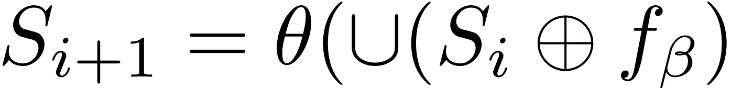 S_{i+1} = θ(∪(S_i ⊕ f_β)